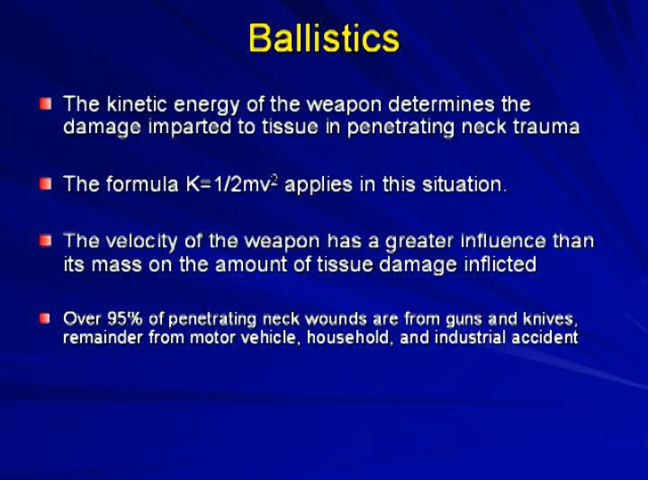 Ballistics
The kinetic energy of the weapon determines the
damage imparted to tissue in penetrating neck trauma
The formula K=1/2mv² applies in this situation.
The velocity of the weapon has a greater influence than
its mass on the amount of tissue damage inflicted
Over 95% of penetrating neck wounds are from guns and knives,
remainder from motor vehicle, household, and industrial accident